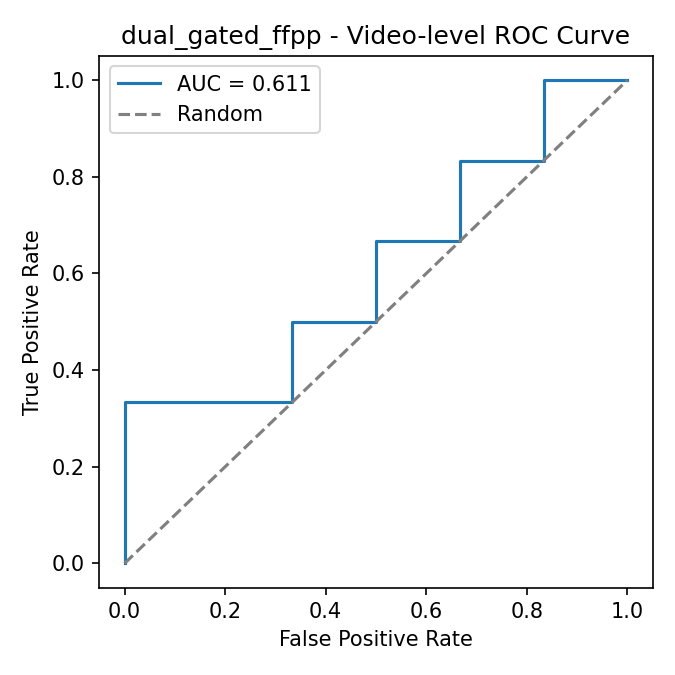 dual_gated_ffpp - Video-level ROC Curve
AUC = 0.611
Random
True Positive Rate
1.0
0.8
0.6
0.4
0.2
0.0
0.0 0.2 0.4 0.6 0.8 1.0
False Positive Rate